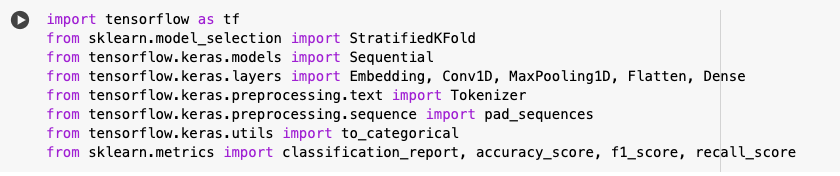 import tensorflow as tf
from sklearn.model_selection import StratifiedKFold
from tensorflow.keras.models import Sequential
from tensorflow.keras.layers import Embedding, Conv1D, MaxPooling1D, Flatten, Dense
from tensorflow.keras.preprocessing.text import Tokenizer
from tensorflow.keras.preprocessing.sequence import pad_sequences
from tensorflow.keras.utils import to_categorical
from sklearn.metrics import classification_report, accuracy_score, f1_score, recall_score